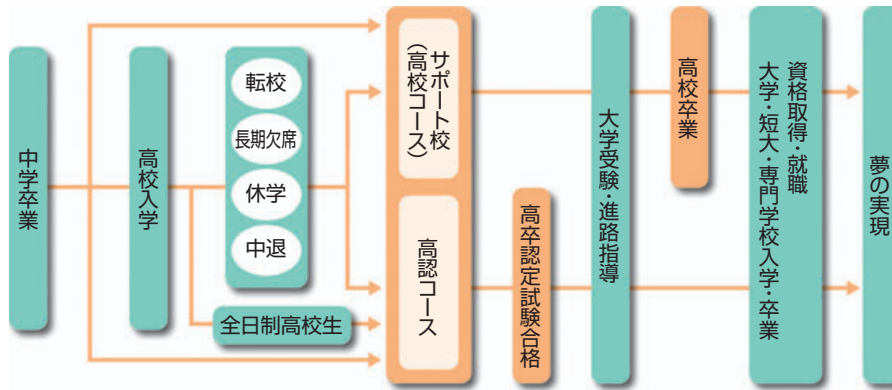 中学卒業
高校入学
転校
長期欠席
休学
中退
全日制高校生
サポート校
(高校コース)
高認コース
高卒認定試験合格
大学受験・進路指導
高校卒業
資格取得・就職
大学・短大・専門学校入学・卒業
夢の実現